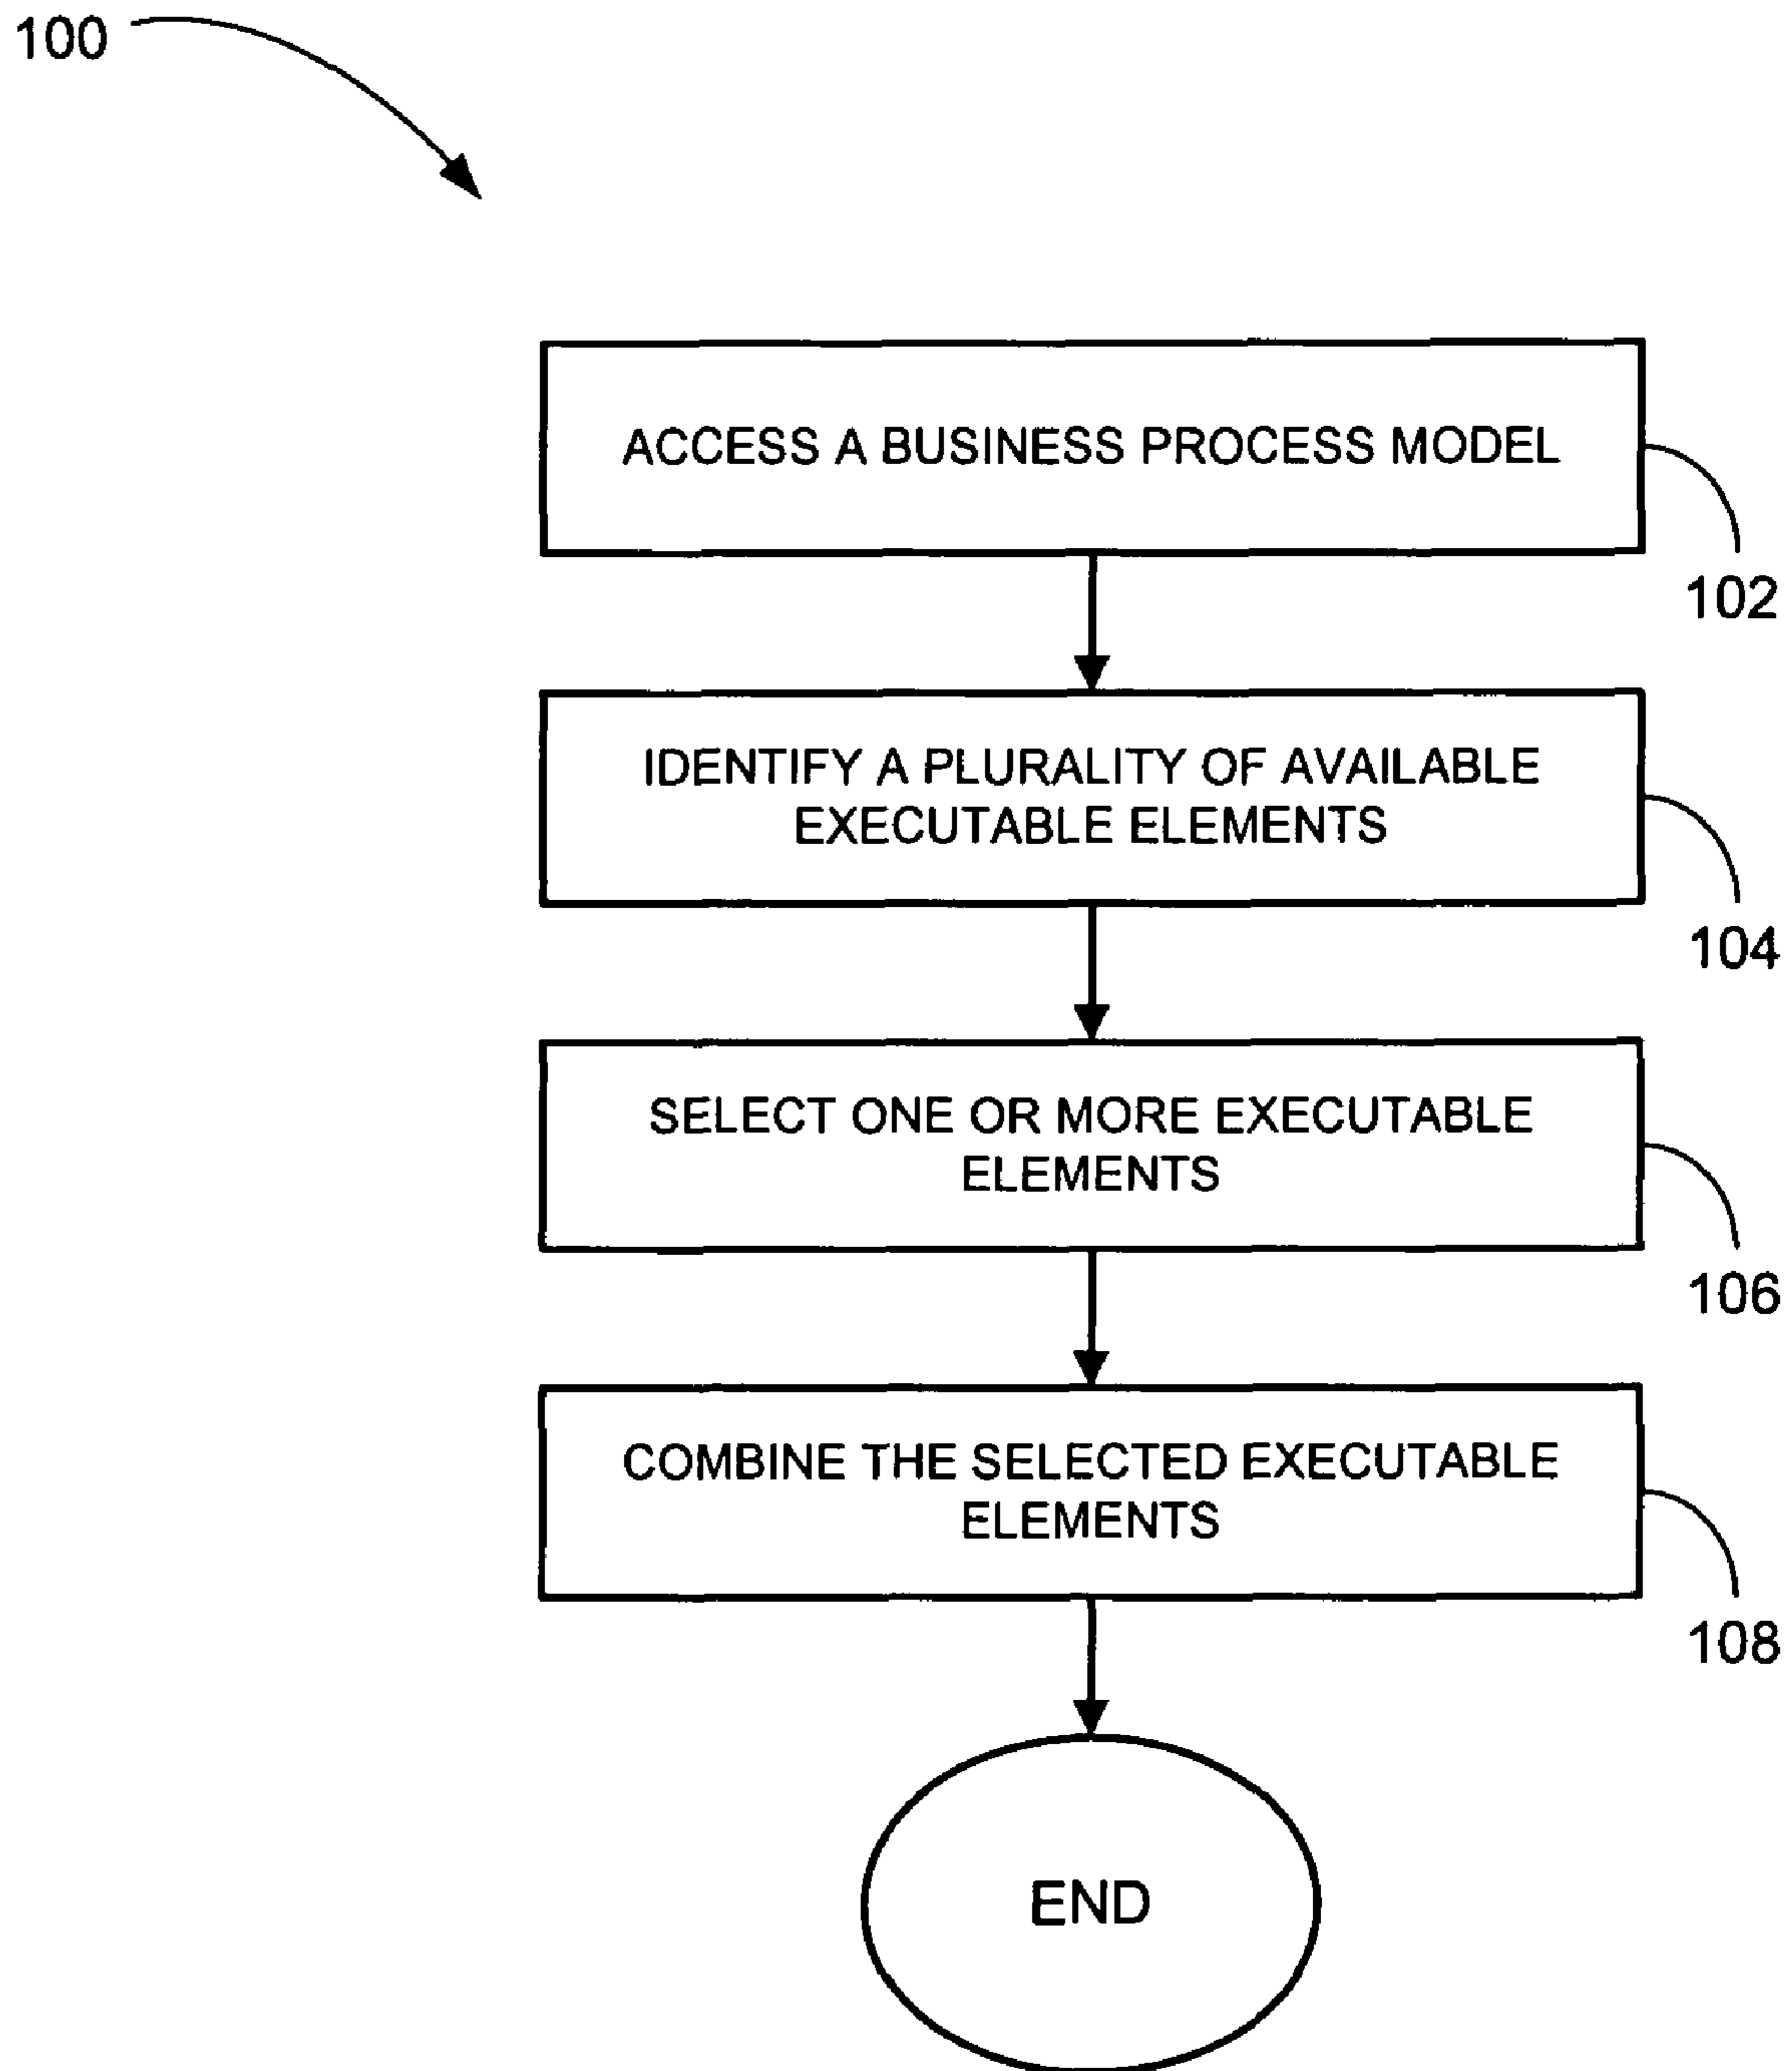 100
ACCESS A BUSINESS PROCESS MODEL
102
IDENTIFY A PLURALITY OF AVAILABLE
EXECUTABLE ELEMENTS
104
SELECT ONE OR MORE EXECUTABLE
ELEMENTS
106
COMBINE THE SELECTED EXECUTABLE
ELEMENTS
108
END